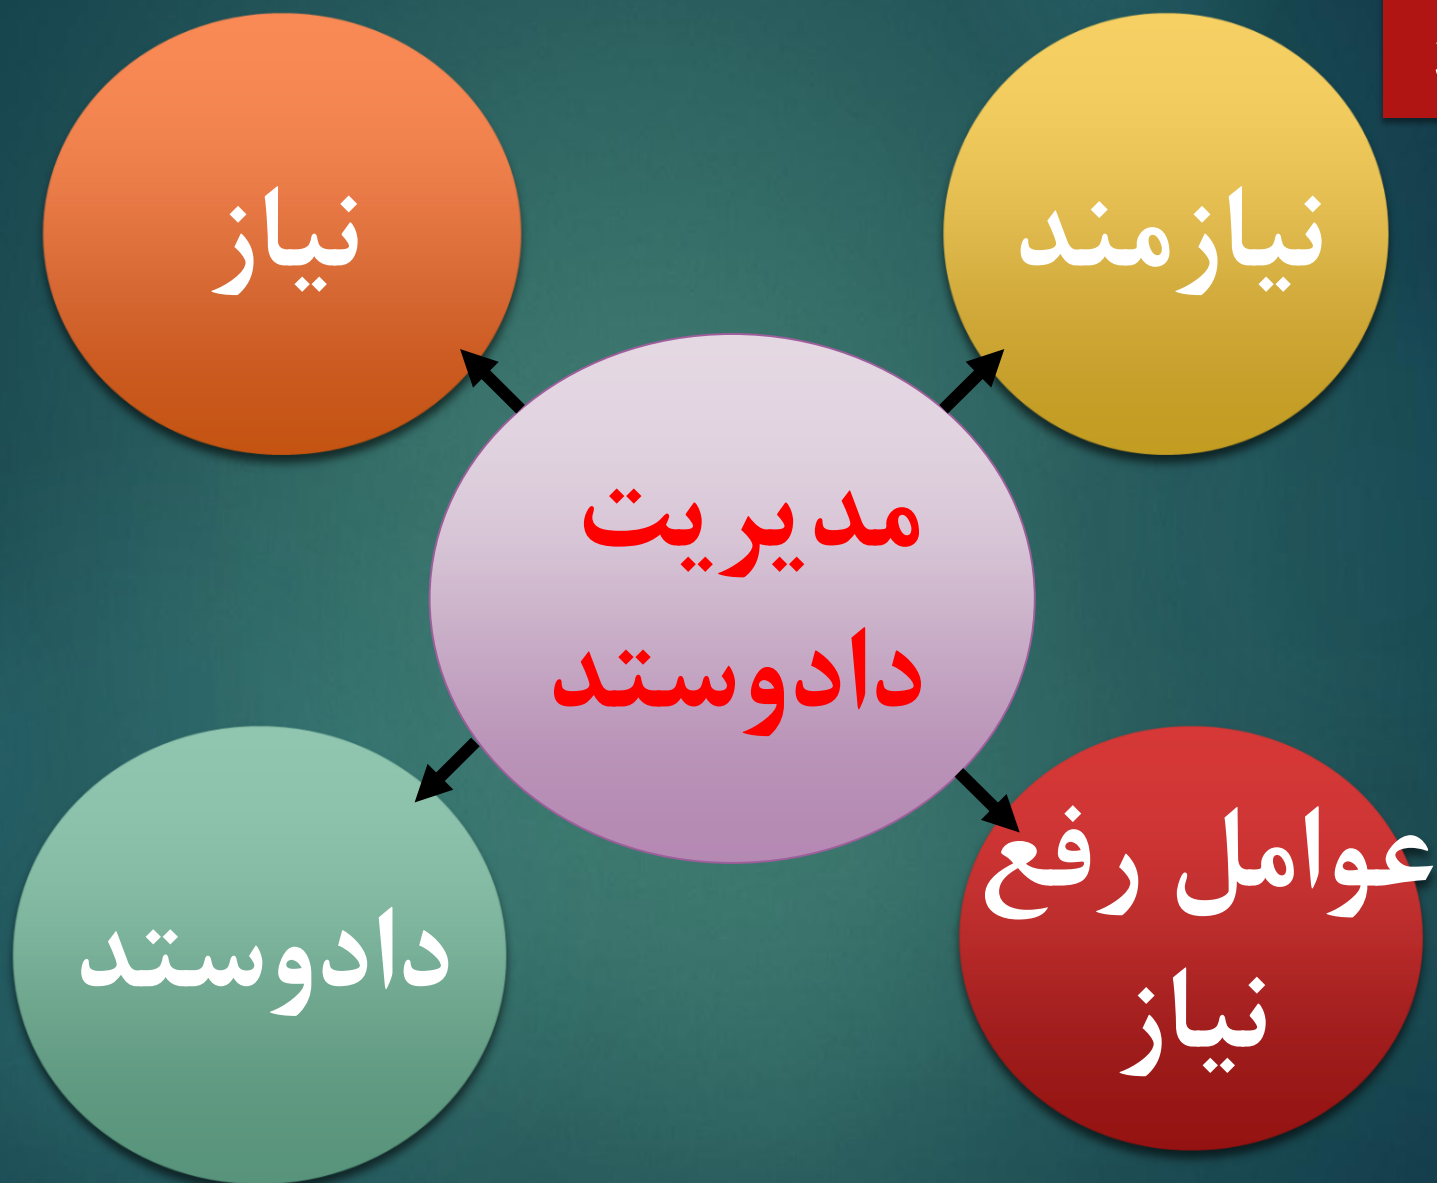 نیازمند
نیاز
مدیریت
دادوستد
عوامل رفع
نیاز
دادوستد